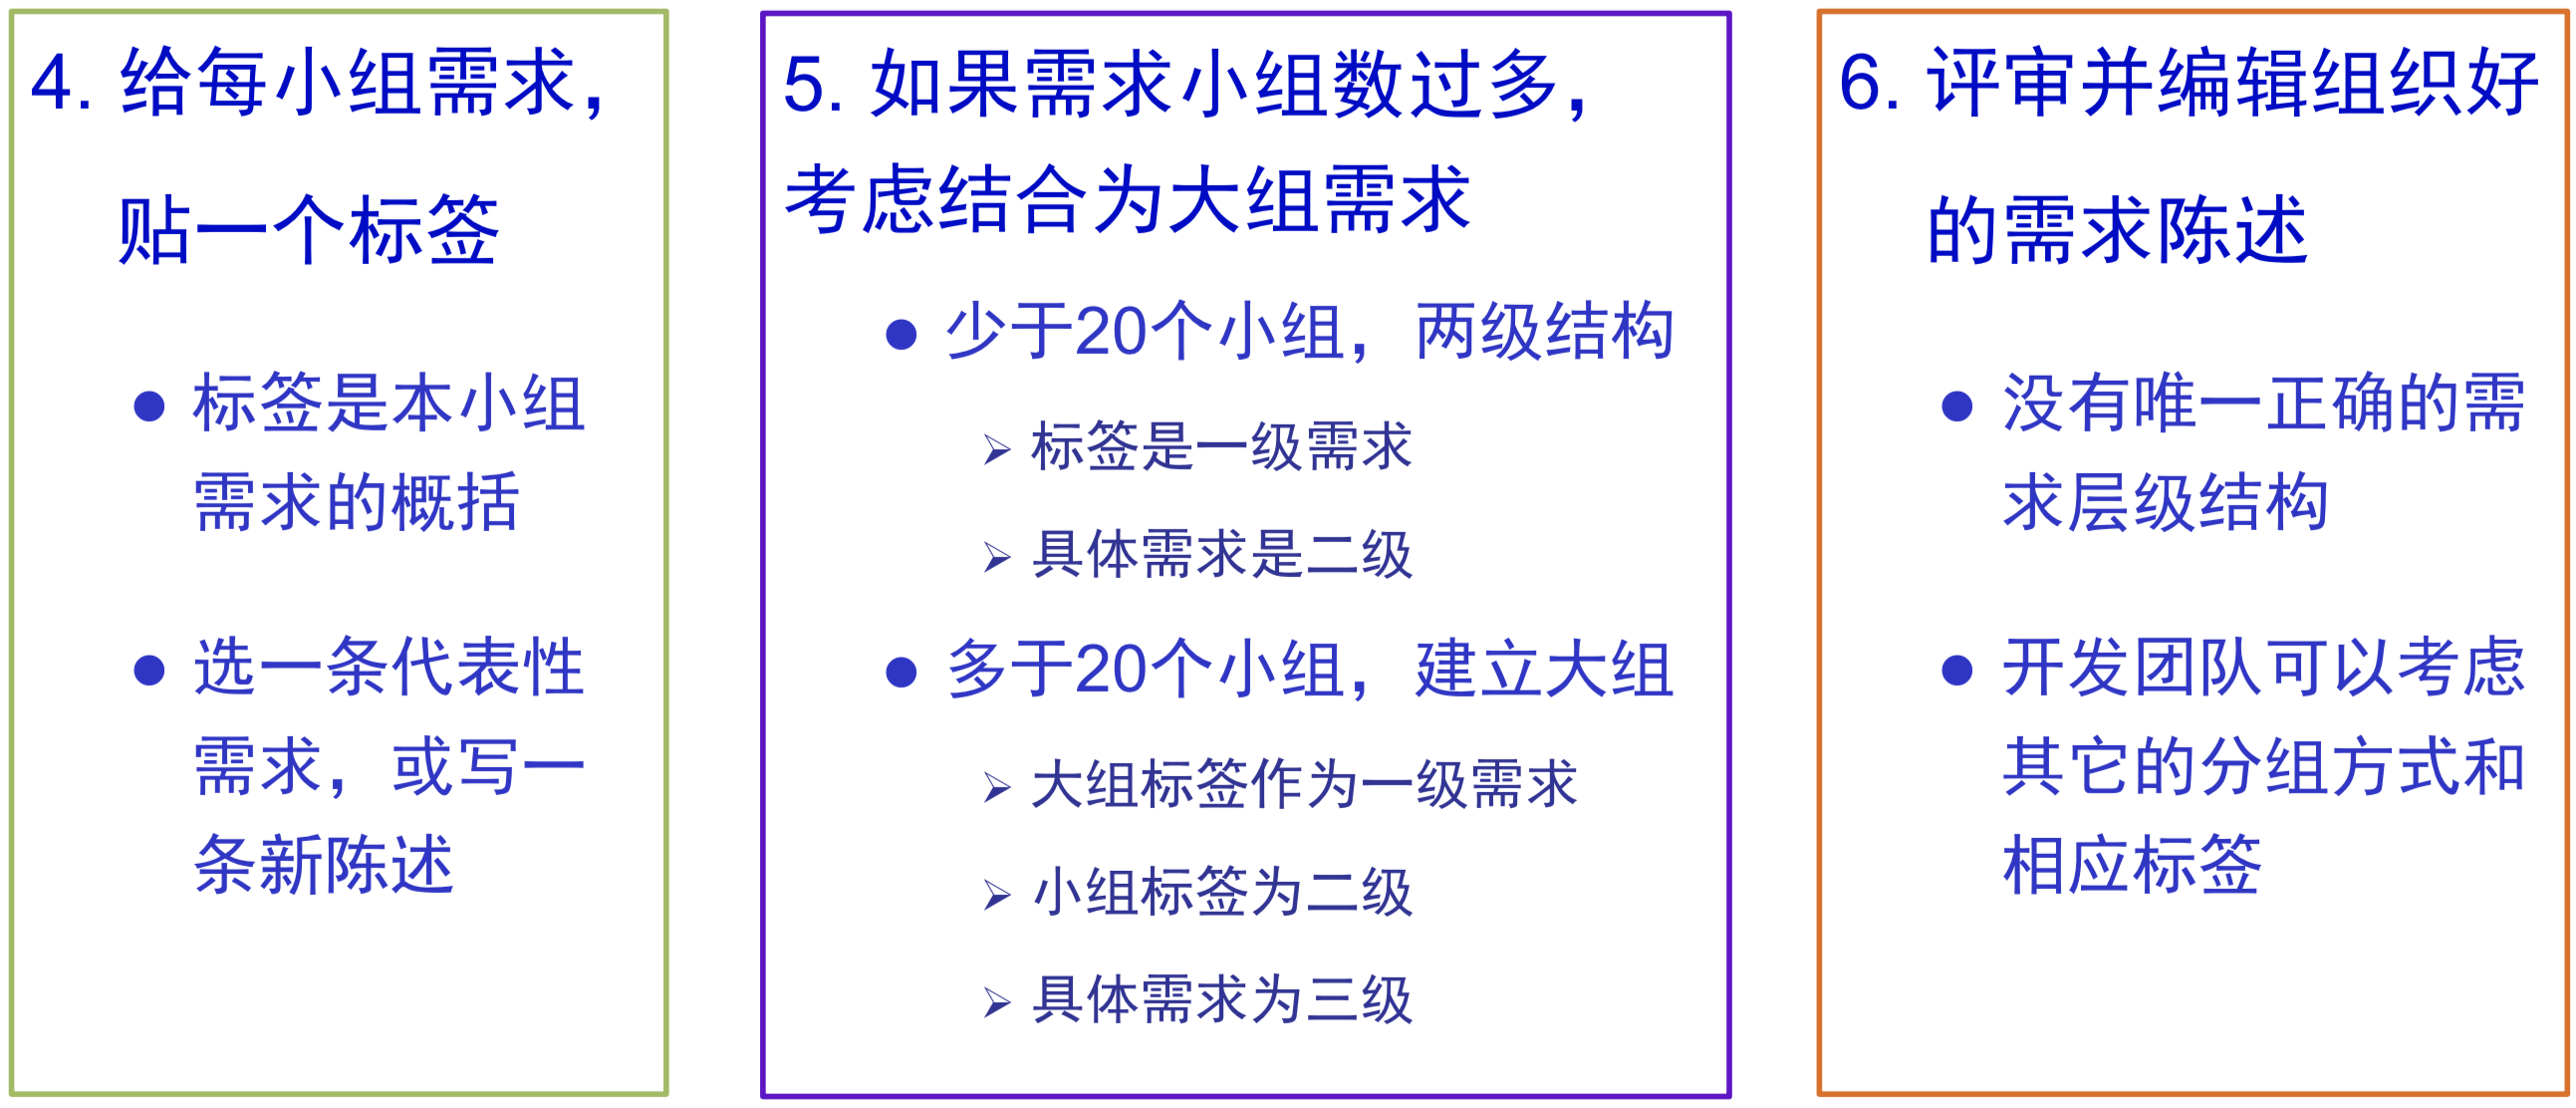 4. 给每小组需求，
贴一个标签
● 标签是本小组
需求的概括
● 选一条代表性
需求，或写一
条新陈述
5. 如果需求小组数过多，
考虑结合为大组需求
● 少于20个小组，两级结构
➢ 标签是一级需求
➢ 具体需求是二级
● 多于20个小组，建立大组
➢ 大组标签作为一级需求
➢ 小组标签为二级
➢ 具体需求为三级
6. 评审并编辑组织好
的需求陈述
● 没有唯一正确的需
求层级结构
● 开发团队可以考虑
其它的分组方式和
相应标签